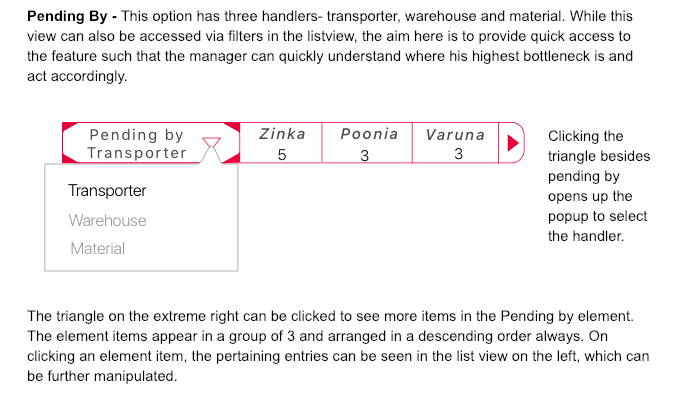 Pending By - This option has three handlers- transporter, warehouse and material. While this
view can also be accessed via filters in the listview, the aim here is to provide quick access to
the feature such that the manager can quickly understand where his highest bottleneck is and
act accordingly.
Pending by
Transporter
Zinka
5
Poonia
3
Varuna
3
Transporter
Warehouse
Material
Clicking the
triangle besides
pending by
opens up the
popup to select
the handler.
The triangle on the extreme right can be clicked to see more items in the Pending by element.
The element items appear in a group of 3 and arranged in a descending order always. On
clicking an element item, the pertaining entries can be seen in the list view on the left, which can
be further manipulated.